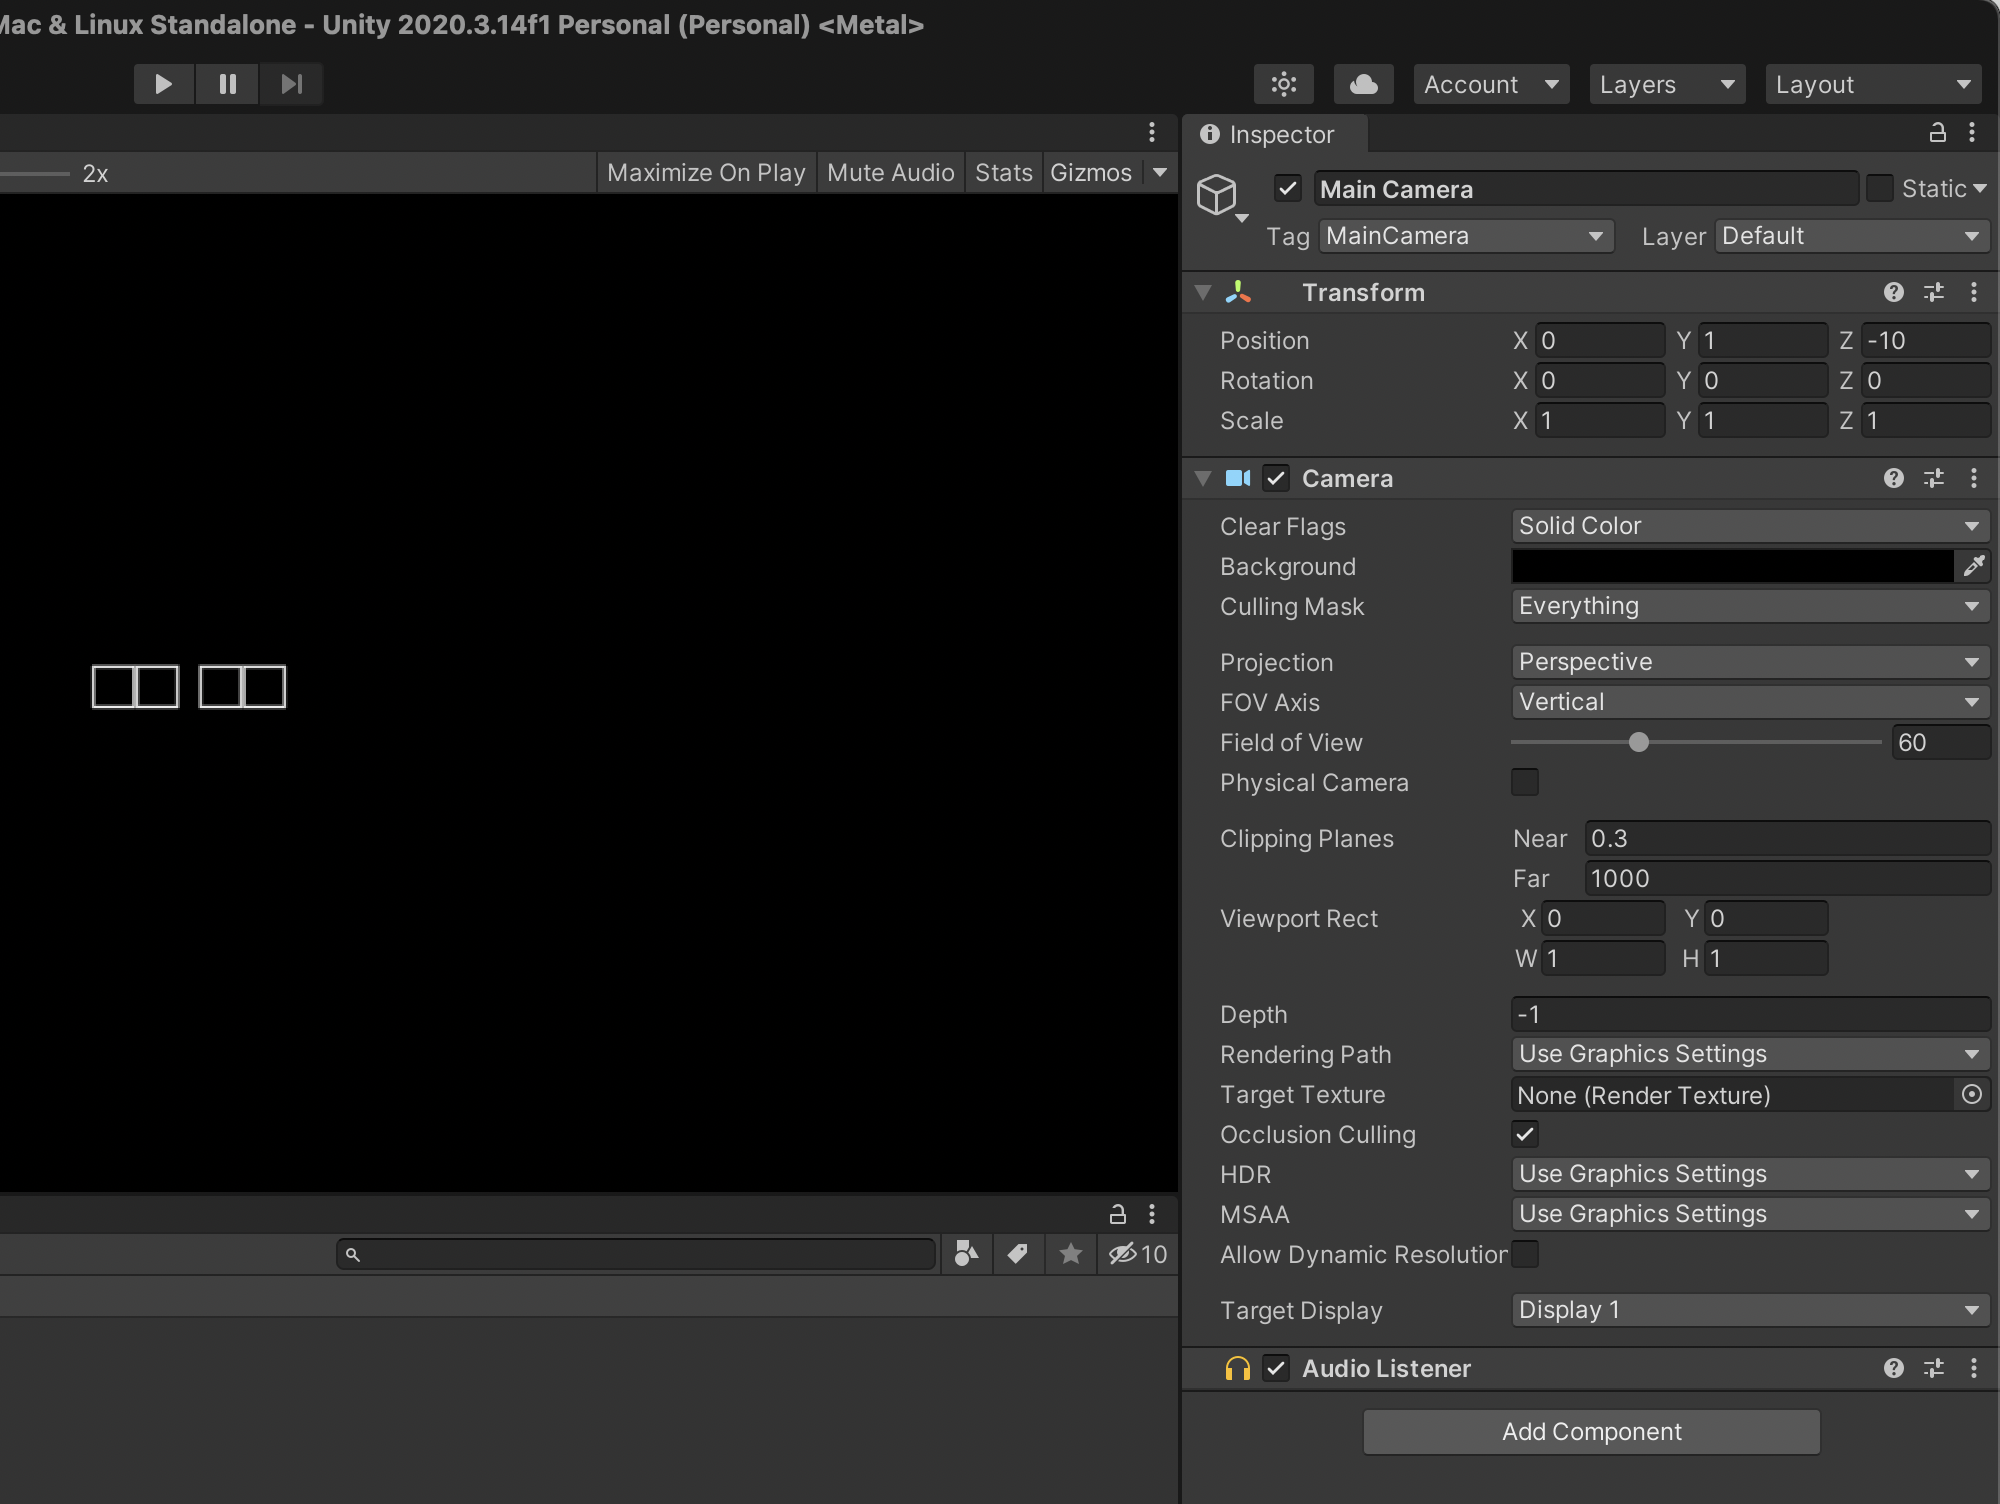 Mac & Linux Standalone - Unity 2020.3.14f1 Personal (Personal) <Metal>
Account
Layers
Layout
2x
Maximize On Play
Mute Audio
Stats
Gizmos
□□ □□
10
Inspector
Main Camera
Static
Tag MainCamera Layer Default
Transform
Position X 0 Y 1 Z -10
Rotation X 0 Y 0 Z 0
Scale X 1 Y 1 Z 1
Camera
Clear Flags Solid Color
Background
Culling Mask Everything
Projection Perspective
FOV Axis Vertical
Field of View 60
Physical Camera
Clipping Planes Near 0.3
Far 1000
Viewport Rect X 0 Y 0
W 1 H 1
Depth -1
Rendering Path Use Graphics Settings
Target Texture None (Render Texture)
Occlusion Culling
HDR Use Graphics Settings
MSAA Use Graphics Settings
Allow Dynamic Resolution
Target Display Display 1
Audio Listener
Add Component